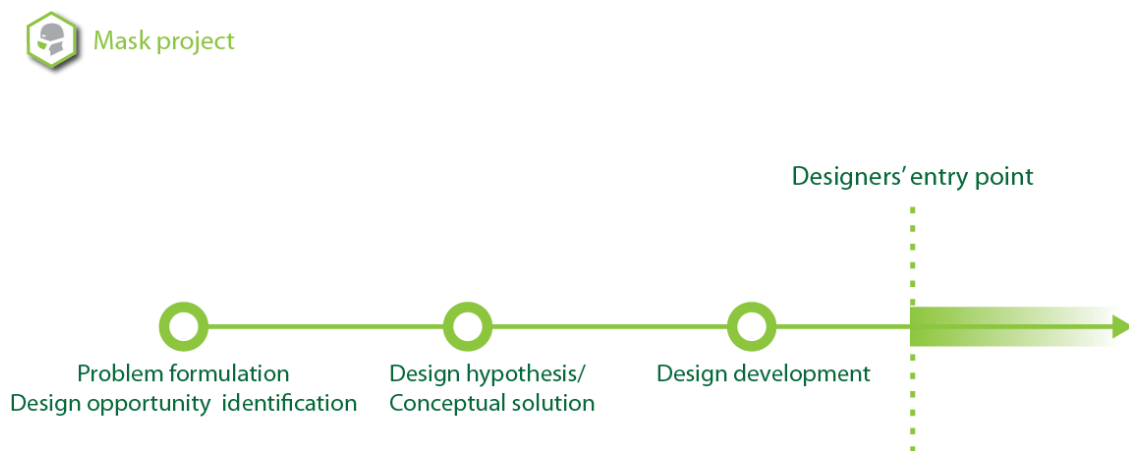 Mask project
Designers' entry point
Problem formulation
Design opportunity identification
Design hypothesis/
Conceptual solution
Design development